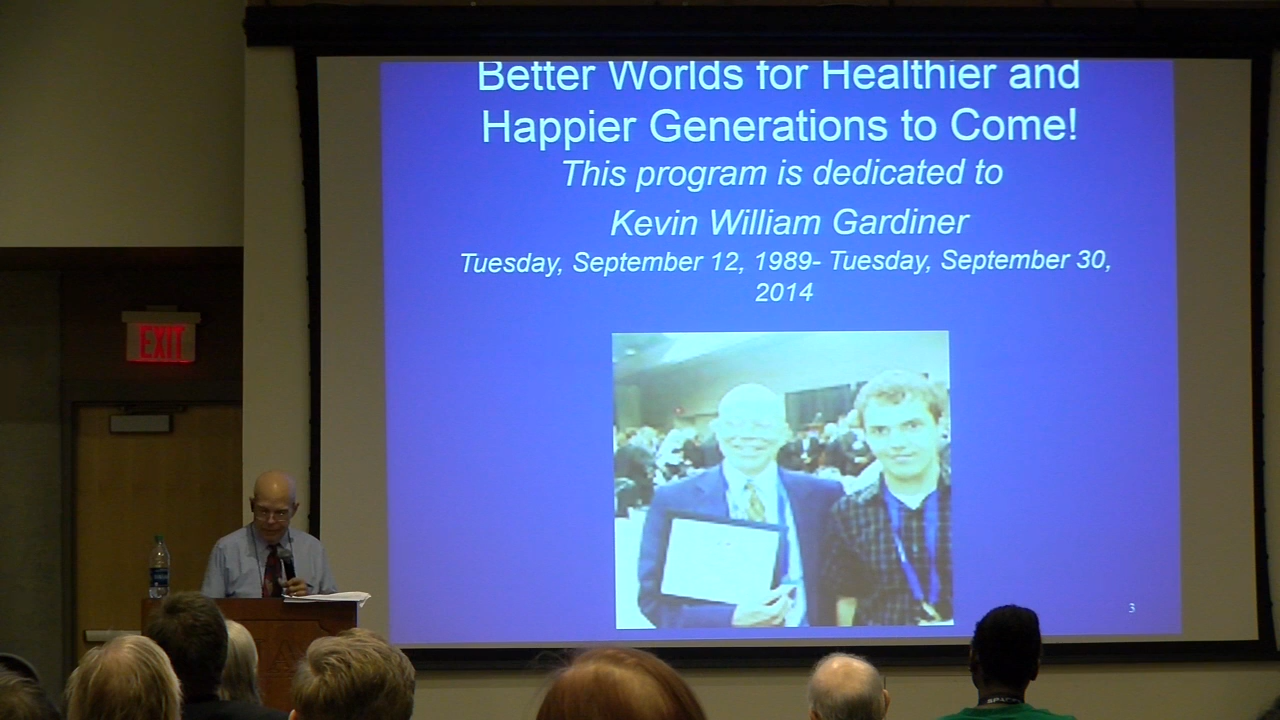 Better Worlds for Healthier and
Happier Generations to Come!
This program is dedicated to
Kevin William Gardiner
Tuesday, September 12, 1989- Tuesday, September 30,
2014
EXIT
3